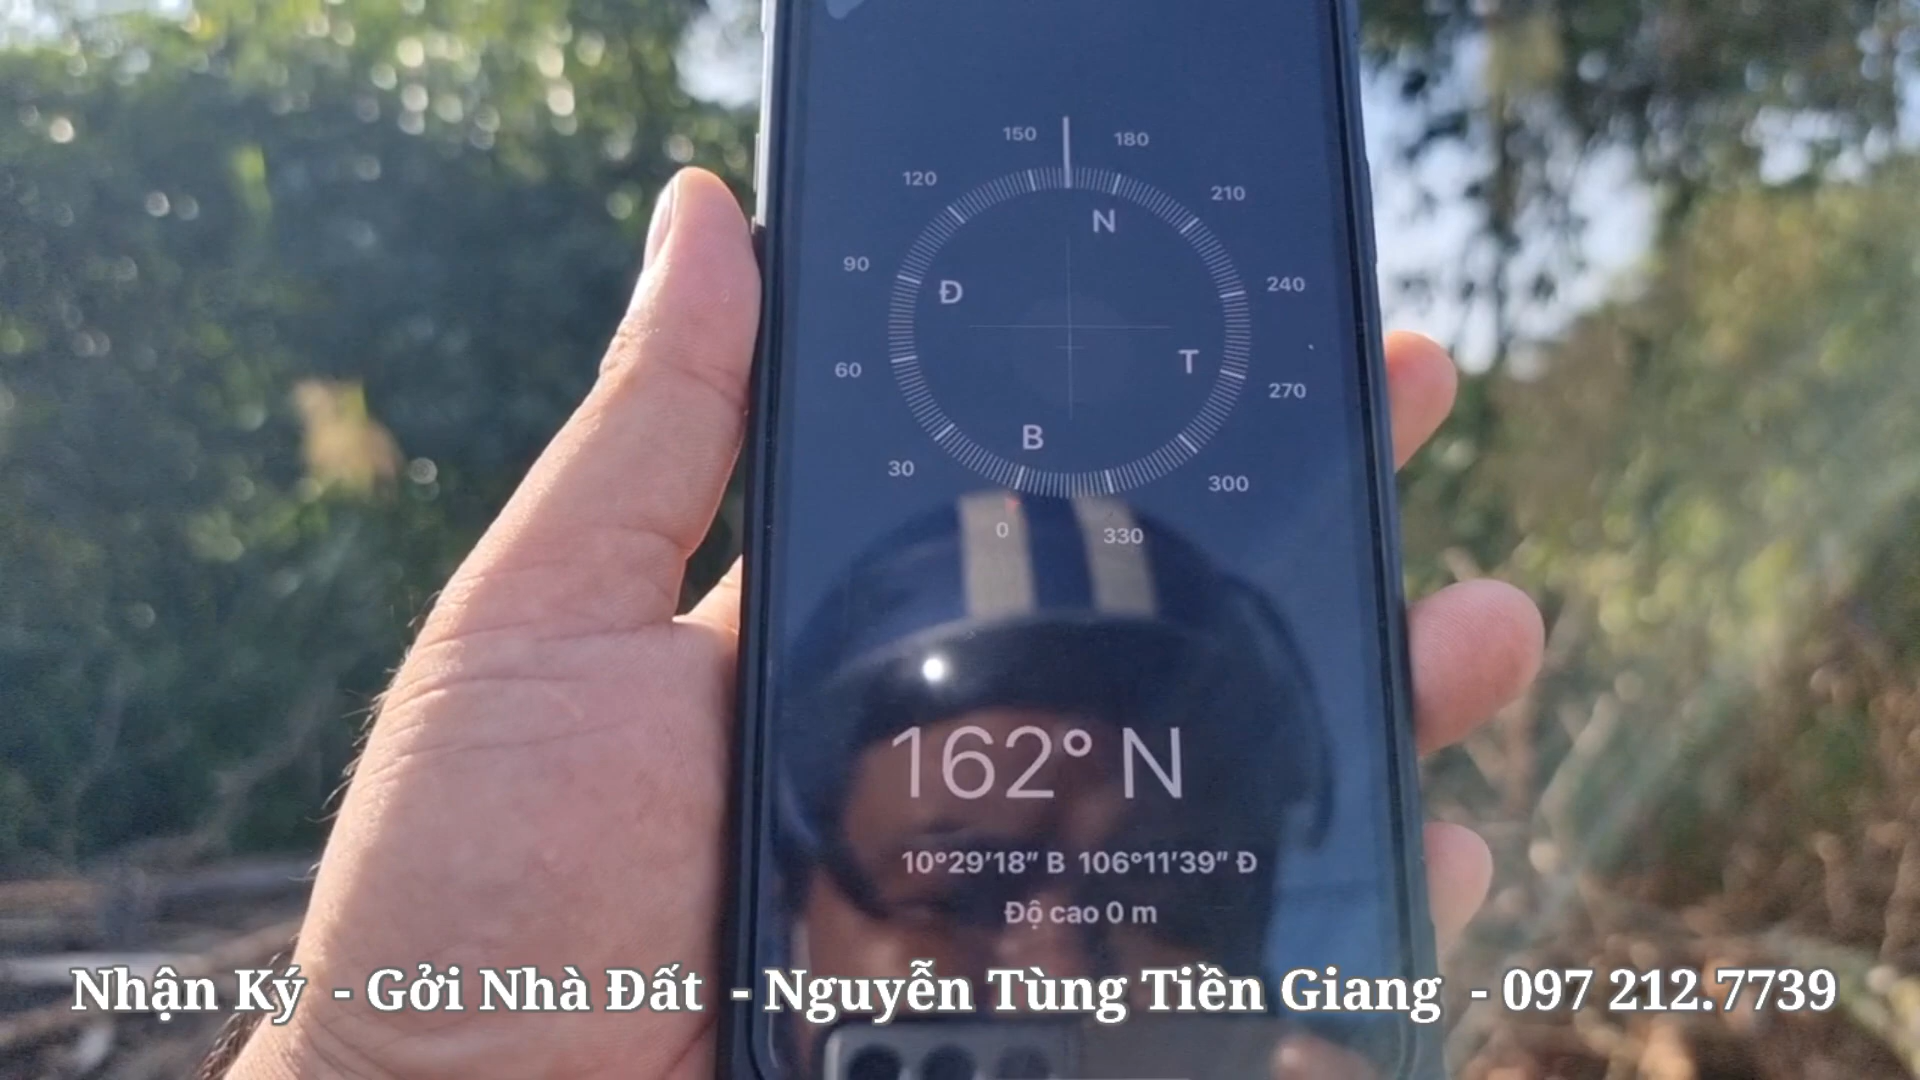 150 180
120 210
N
90 Đ 240
T
60 270
B
30 300
0 330
162° N
10°29’18” B 106°11’39” Đ
Độ cao 0 m
Nhận Ký - Gởi Nhà Đất - Nguyễn Tùng Tiền Giang - 097 212.7739